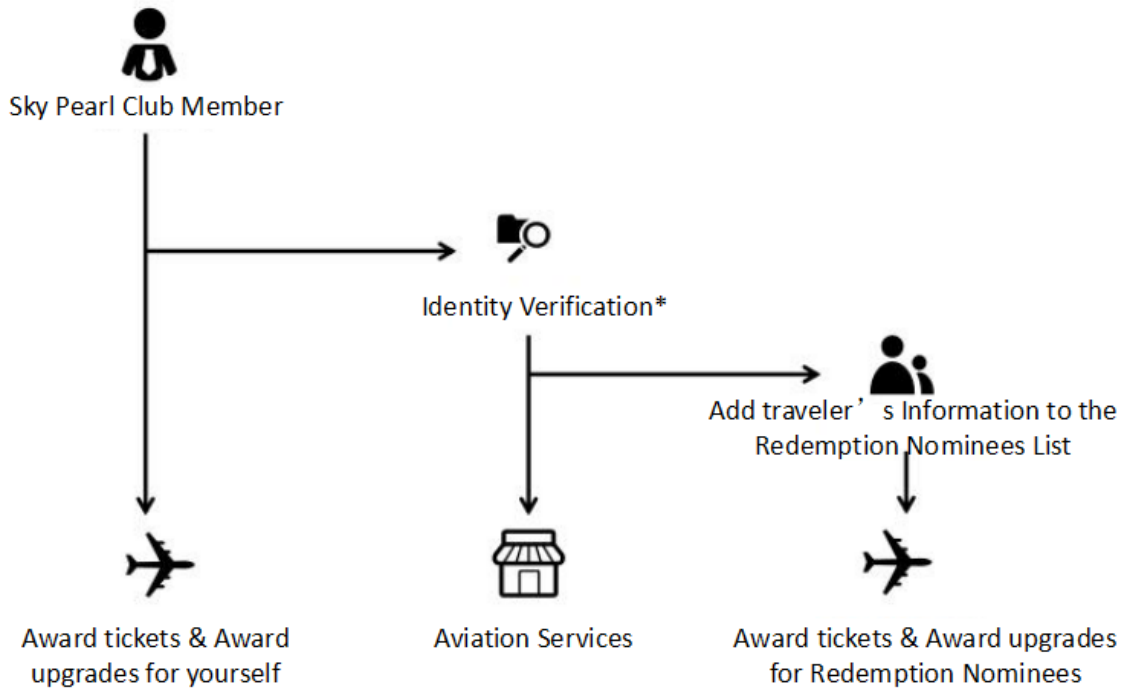 Sky Pearl Club Member
Identity Verification*
Add traveler’s Information to the
Redemption Nominees List
Award tickets & Award
upgrades for yourself
Aviation Services
Award tickets & Award upgrades
for Redemption Nominees